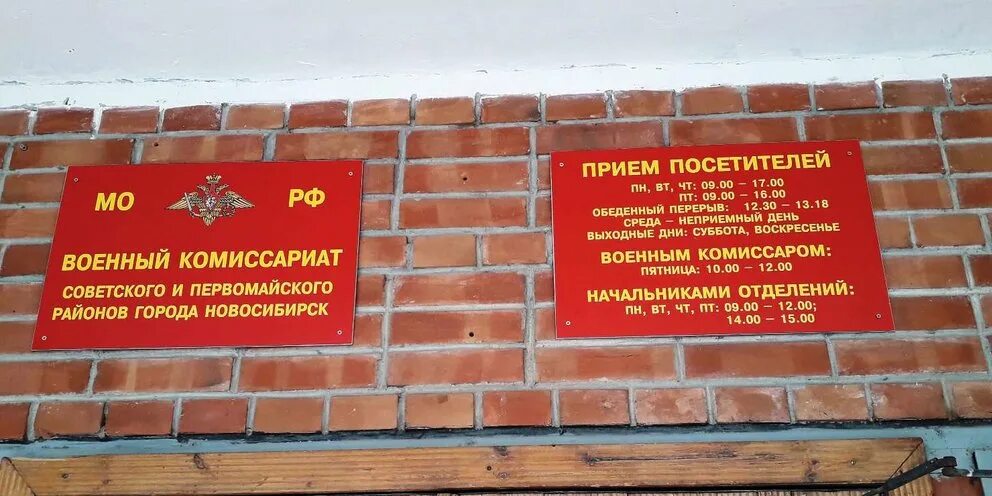 МО РФ
ВОЕННЫЙ КОМИССАРИАТ
СОВЕТСКОГО И ПЕРВОМАЙСКОГО
РАЙОНОВ ГОРОДА НОВОСИБИРСК
ПРИЕМ ПОСЕТИТЕЛЕЙ
ПН, ВТ, ЧТ: 09.00 – 17.00
ПТ: 09.00 – 16.00
ОБЕДЕННЫЙ ПЕРЕРЫВ: 12.30 – 13.18
СРЕДА – НЕПРИЕМНЫЙ ДЕНЬ
ВЫХОДНЫЕ ДНИ: СУББОТА, ВОСКРЕСЕНЬЕ
ВОЕННЫМ КОМИССАРОМ:
ПЯТНИЦА: 10.00 – 12.00
НАЧАЛЬНИКАМИ ОТДЕЛЕНИЙ:
ПН, ВТ, ЧТ, ПТ: 09.00 – 12.00;
14.00 – 15.00